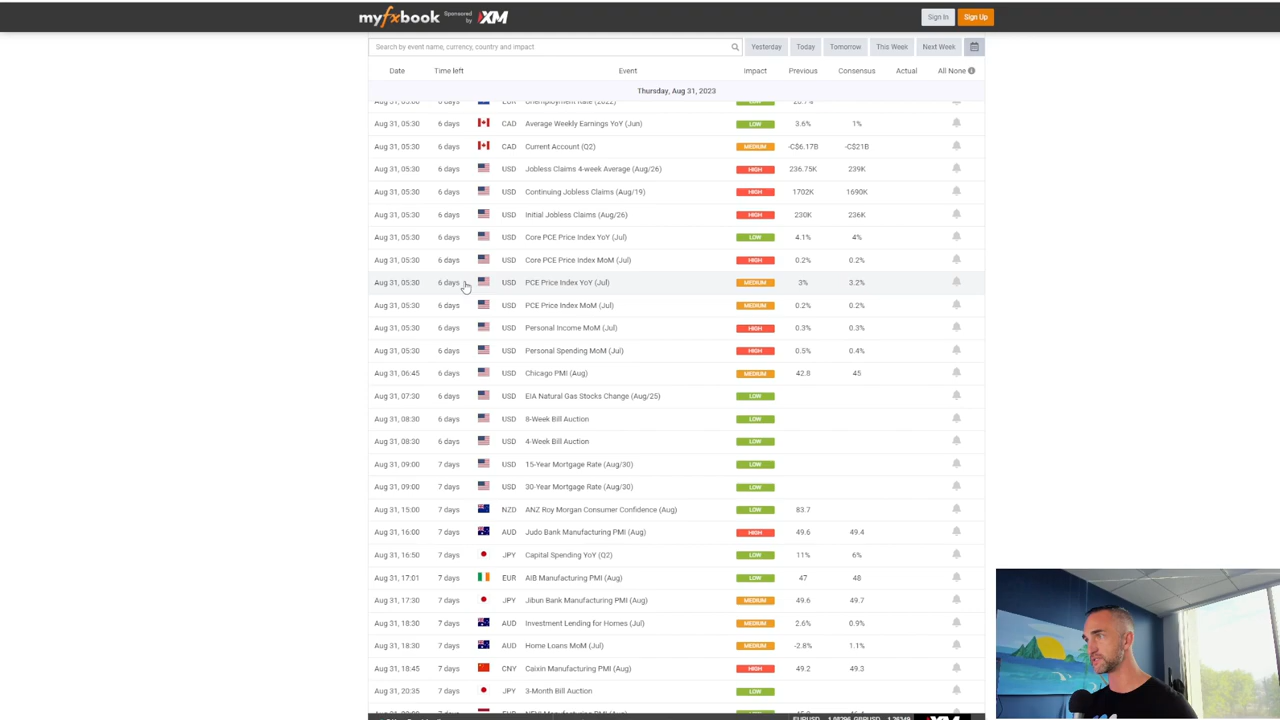 myfxbook Sponsored by XM Sign In Sign Up
Search by event name, currency, country and impact Yesterday Today Tomorrow This Week Next Week
Date Time left Event Impact Previous Consensus Actual All None
Thursday, Aug 31, 2023
Aug 31, 05:00 6 days EUR Unemployment Rate (2022) LOW
Aug 31, 05:30 6 days CAD Average Weekly Earnings YoY (Jun) LOW 3.6% 1%
Aug 31, 05:30 6 days CAD Current Account (Q2) MEDIUM -C$6.17B -C$21B
Aug 31, 05:30 6 days USD Jobless Claims 4-week Average (Aug/26) HIGH 236.75K 239K
Aug 31, 05:30 6 days USD Continuing Jobless Claims (Aug/19) HIGH 1702K 1690K
Aug 31, 05:30 6 days USD Initial Jobless Claims (Aug/26) HIGH 230K 236K
Aug 31, 05:30 6 days USD Core PCE Price Index YoY (Jul) LOW 4.1% 4%
Aug 31, 05:30 6 days USD Core PCE Price Index MoM (Jul) HIGH 0.2% 0.2%
Aug 31, 05:30 6 days USD PCE Price Index YoY (Jul) MEDIUM 3% 3.2%
Aug 31, 05:30 6 days USD PCE Price Index MoM (Jul) MEDIUM 0.2% 0.2%
Aug 31, 05:30 6 days USD Personal Income MoM (Jul) HIGH 0.3% 0.3%
Aug 31, 05:30 6 days USD Personal Spending MoM (Jul) HIGH 0.5% 0.4%
Aug 31, 06:45 6 days USD Chicago PMI (Aug) MEDIUM 42.8 45
Aug 31, 07:30 6 days USD EIA Natural Gas Stocks Change (Aug/25) LOW
Aug 31, 08:30 6 days USD 8-Week Bill Auction LOW
Aug 31, 08:30 6 days USD 4-Week Bill Auction LOW
Aug 31, 09:00 7 days USD 15-Year Mortgage Rate (Aug/30) LOW
Aug 31, 09:00 7 days USD 30-Year Mortgage Rate (Aug/30) LOW
Aug 31, 15:00 7 days NZD ANZ Roy Morgan Consumer Confidence (Aug) LOW 83.7
Aug 31, 16:00 7 days AUD Judo Bank Manufacturing PMI (Aug) HIGH 49.6 49.4
Aug 31, 16:50 7 days JPY Capital Spending YoY (Q2) LOW 11% 6%
Aug 31, 17:01 7 days EUR AIB Manufacturing PMI (Aug) LOW 47 48
Aug 31, 17:30 7 days JPY Jibun Bank Manufacturing PMI (Aug) MEDIUM 49.6 49.7
Aug 31, 18:30 7 days AUD Investment Lending for Homes (Jul) MEDIUM 2.6% 0.9%
Aug 31, 18:30 7 days AUD Home Loans MoM (Jul) MEDIUM -2.8% 1.1%
Aug 31, 18:45 7 days CNY Caixin Manufacturing PMI (Aug) HIGH 49.2 49.3
Aug 31, 20:35 7 days JPY 3-Month Bill Auction LOW